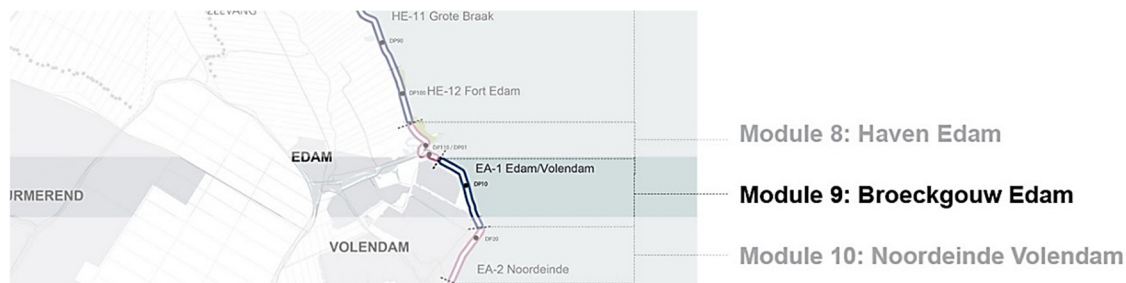 ZEEVANG
HE-11 Grote Braak
DP90
DP100
HE-12 Fort Edam
Module 8: Haven Edam
DP110 / DP01
EDAM
EA-1 Edam/Volendam
DP10
URMEREND
Module 9: Broeckgouw Edam
VOLENDAM
DP20
Module 10: Noordeinde Volendam
EA-2 Noordeinde